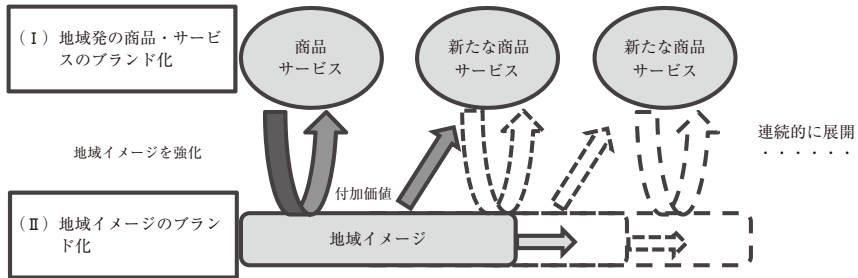 (Ⅰ)地域発の商品・サービ
スのブランド化
商品
サービス
新たな商品
サービス
新たな商品
サービス
地域イメージを強化
付加価値
連続的に展開
・・・・・・
(Ⅱ)地域イメージのブラン
ド化
地域イメージ